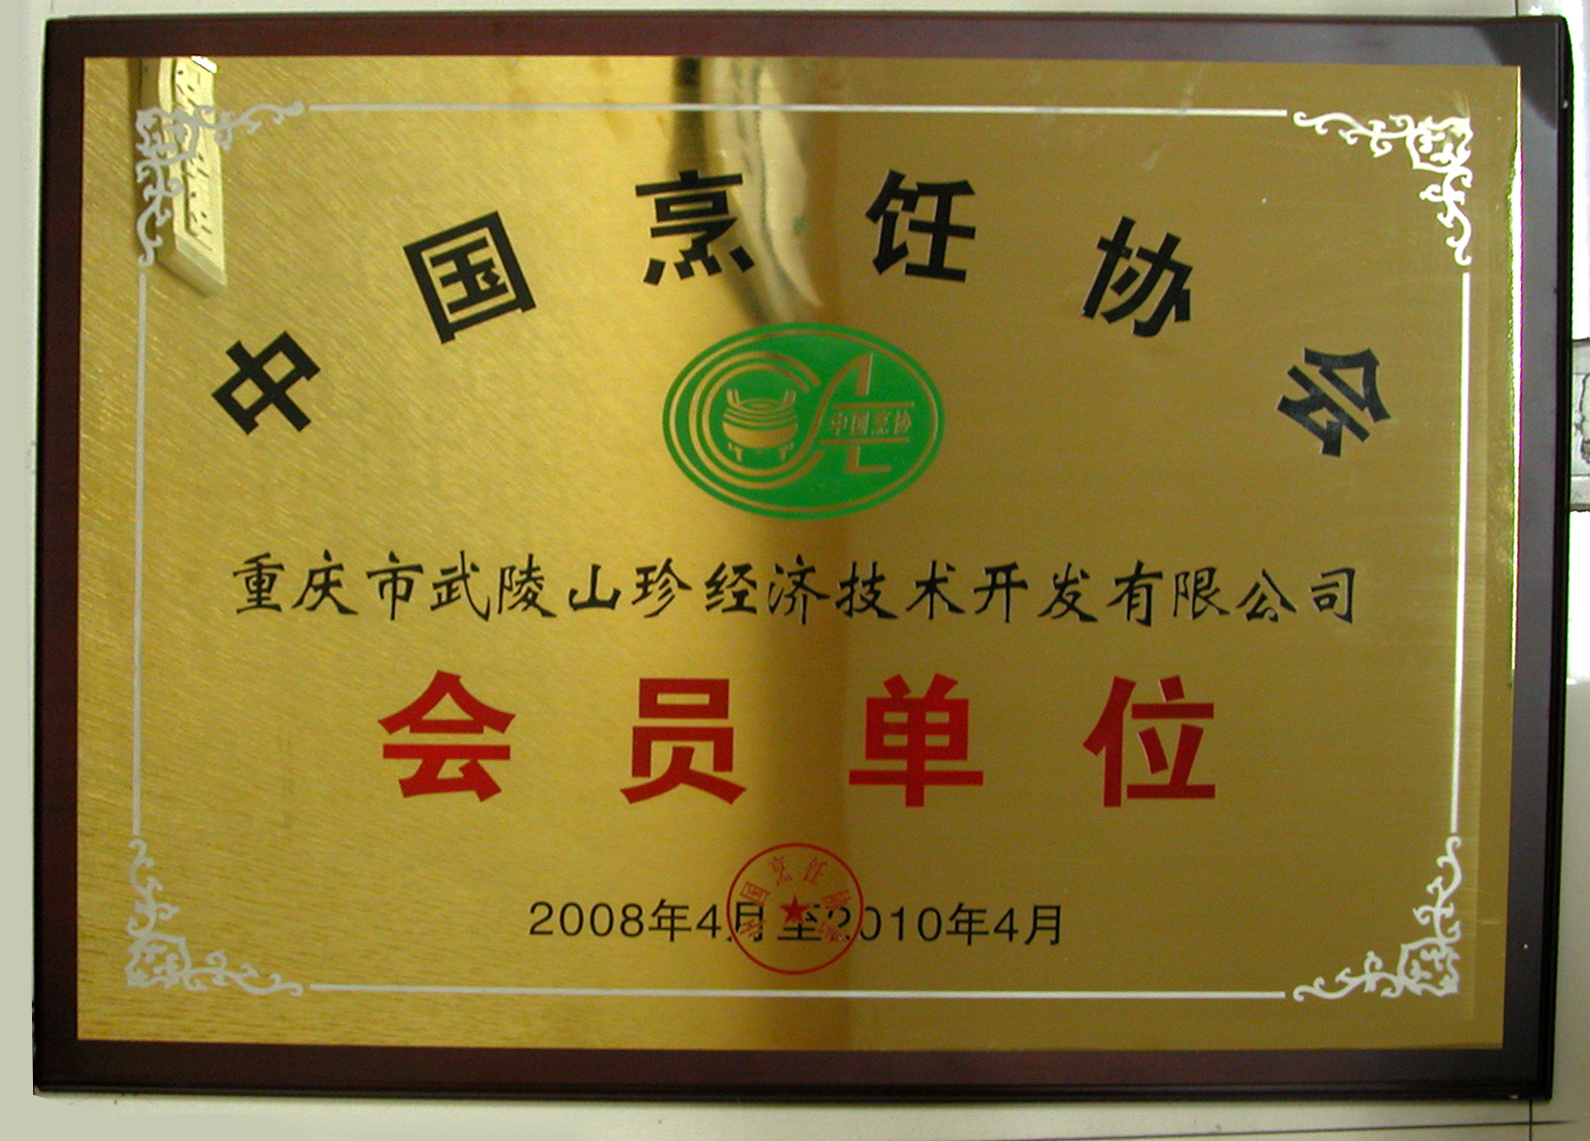 中国烹饪协会
中国烹协
重庆市武陵山珍经济技术开发有限公司
会员单位
2008年4月至2010年4月